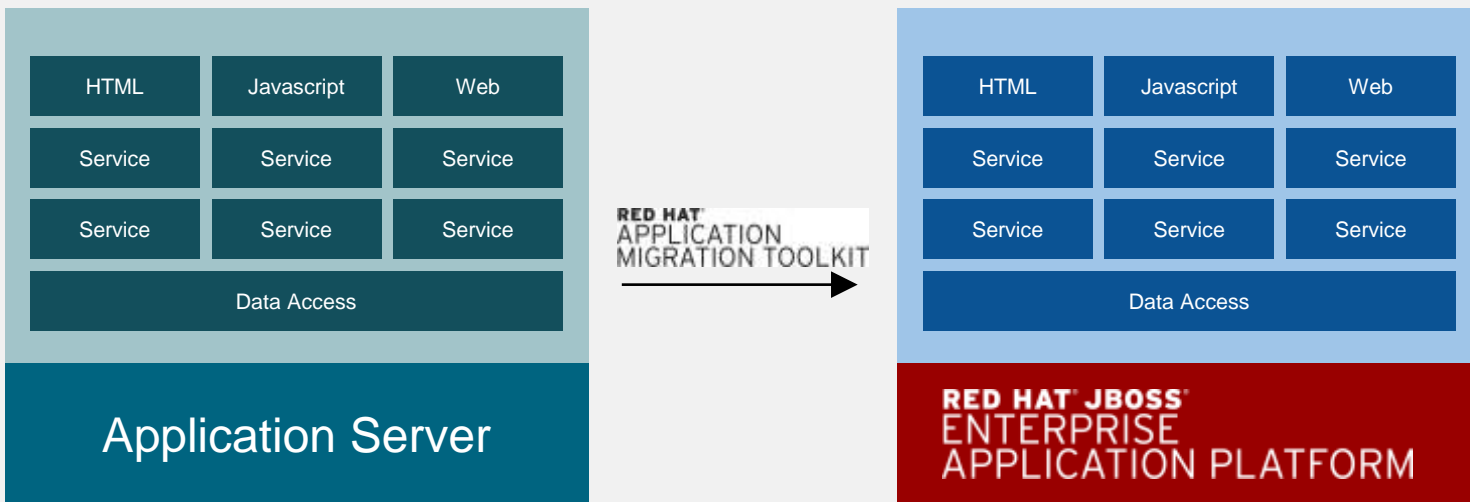 HTML Javascript Web
Service Service Service
Service Service Service
Data Access
Application Server
RED HAT®
APPLICATION
MIGRATION TOOLKIT
HTML Javascript Web
Service Service Service
Service Service Service
Data Access
RED HAT® JBOSS®
ENTERPRISE
APPLICATION PLATFORM